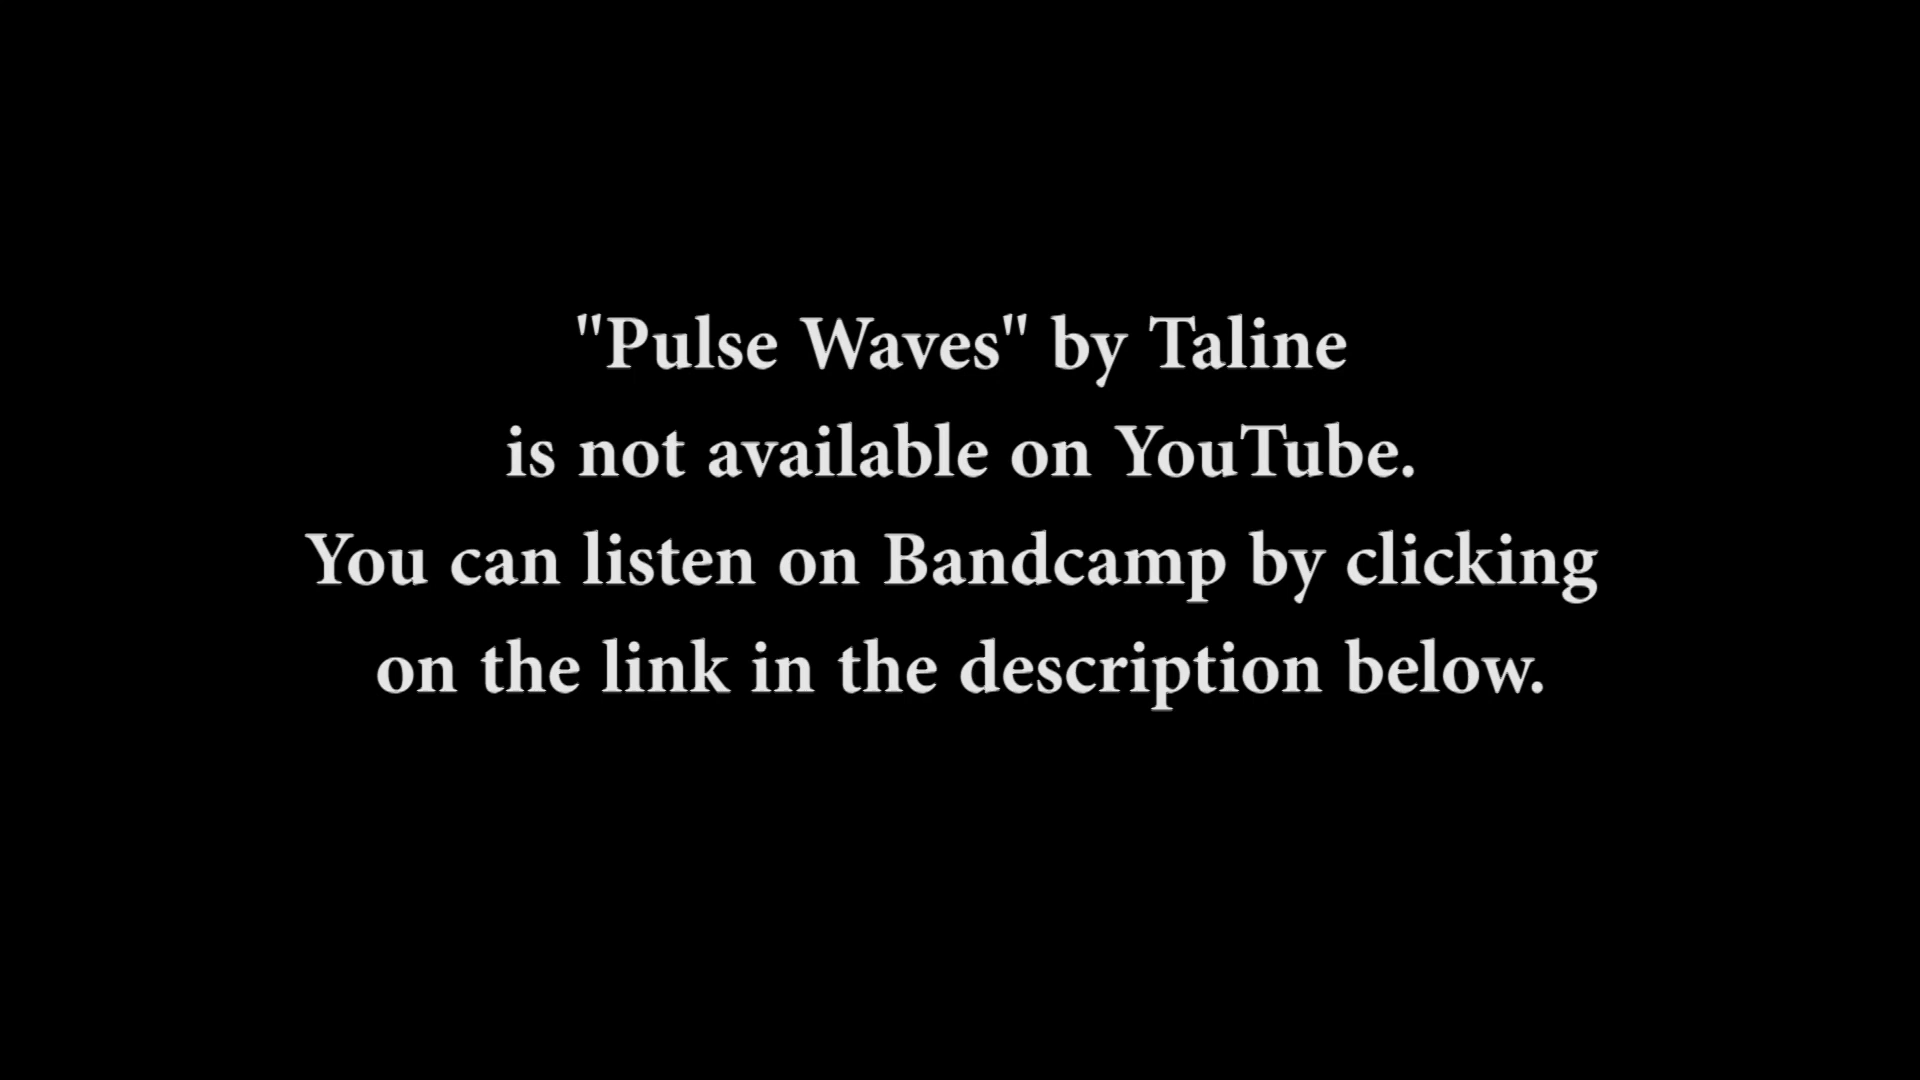 "Pulse Waves" by Taline
is not available on YouTube.
You can listen on Bandcamp by clicking
on the link in the description below.